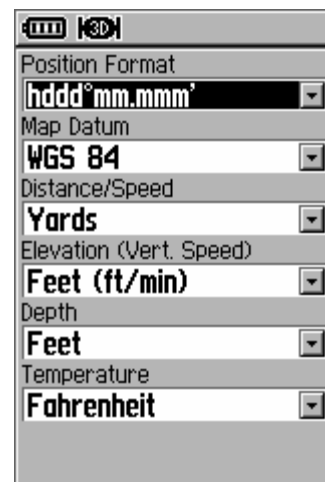 3D
Position Format
hddd°mm.mmm'
Map Datum
WGS 84
Distance/Speed
Yards
Elevation (Vert. Speed)
Feet (ft/min)
Depth
Feet
Temperature
Fahrenheit